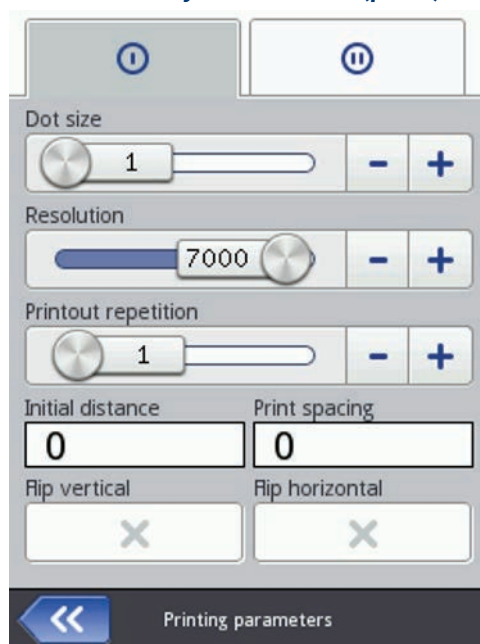 Dot size
1
Resolution
7000
Printout repetition
1
Initial distance Print spacing
0 0
Flip vertical Flip horizontal
Printing parameters